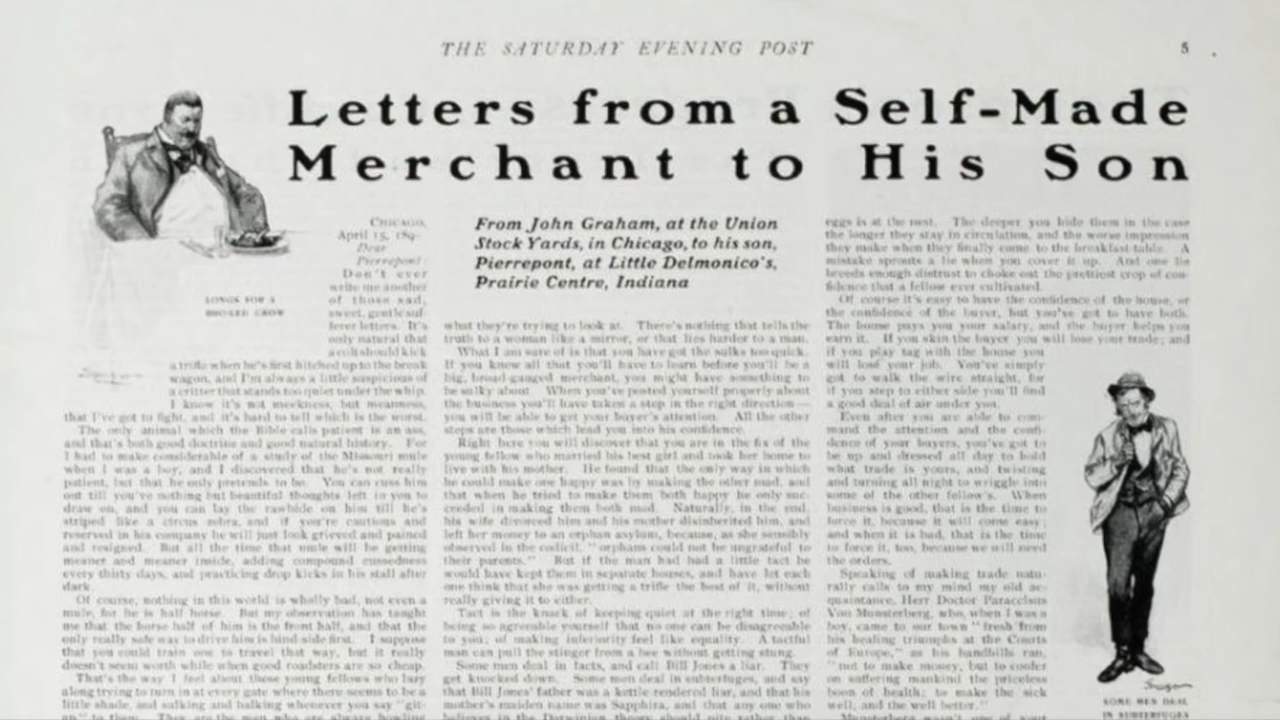 THE SATURDAY EVENING POST
5
Letters from a Self-Made
Merchant to His Son
From John Graham, at the Union
Stock Yards, in Chicago, to his son,
Pierrepont, at Little Delmonico's,
Prairie Centre, Indiana
CHICAGO,
April 15, 189-
Dear
Pierrepont:
Don't ever
write me another
of those sad,
sweet, gentle suf-
ferer letters. It's
only natural that
a colt should kick
a trifle when he's first hitched up to the break
wagon, and I'm always a little suspicious of
a critter that stands too quiet under the whip.
I know it's not meekness, but meanness,
that I've got to fight, and it's hard to tell which is the worst.
The only animal which the Bible calls patient is an ass,
and that's both good doctrine and good natural history. For
I had to make considerable of a study of the Missouri mule
when I was a boy, and I discovered that he's not really
patient, but that he only pretends to be. You can cuss him
out till you've nothing but beautiful thoughts left in you to
draw on, and you can lay the rawhide on him till he's
striped like a circus zebra, and if you're cautious and
reserved in his company he will just look grieved and pained
and resigned. But all the time that mule will be getting
meaner and meaner inside, adding compound cussedness
every thirty days, and practicing drop kicks in his stall after
dark.
Of course, nothing in this world is wholly bad, not even a
mule, for he is half horse. But my observation has taught
me that the horse half of him is the front half, and that the
only really safe way to drive him is hind-side first. I suppose
that you could train one to travel that way, but it really
doesn't seem worth while when good roadsters are so cheap.
That's the way I feel about these young fellows who lazy
along trying to turn in at every gate where there seems to be a
little shade, and sulking and balking whenever you say "git-
ap" to them. They are the men who are always howling
what they're trying to look at. There's nothing that tells the
truth to a woman like a mirror, or that lies harder to a man.
What I am sure of is that you have got the sulks too quick.
If you knew all that you'll have to learn before you'll be a
big, broad-gauged merchant, you might have something to
be sulky about. When you've posted yourself properly about
the business you'll have taken a step in the right direction—
you will be able to get your buyer's attention. All the other
steps are those which lead you into his confidence.
Right here you will discover that you are in the fix of the
young fellow who married his best girl and took her home to
live with his mother. He found that the only way in which
he could make one happy was by making the other mad, and
that when he tried to make them both happy he only suc-
ceeded in making them both mad. Naturally, in the end,
his wife divorced him and his mother disinherited him, and
left her money to an orphan asylum, because, as she sensibly
observed in the codicil, "orphans could not be ungrateful to
their parents." But if the man had had a little tact he
would have kept them in separate houses, and have let each
one think that she was getting a trifle the best of it, without
really giving it to either.
Tact is the knack of keeping quiet at the right time; of
being so agreeable yourself that no one can be disagreeable
to you; of making inferiority feel like equality. A tactful
man can pull the stinger from a bee without getting stung.
Some men deal in facts, and call Bill Jones a liar. They
get knocked down. Some men deal in subterfuges, and say
that Bill Jones' father was a kettle-rendered liar, and that his
mother's maiden name was Sapphira, and that any one who
believes in the Darwinian theory should pity rather than
eggs is at the nest. The deeper you hide them in the case
the longer they stay in circulation, and the worse impression
they make when they finally come to the breakfast-table. A
mistake sprouts a lie when you cover it up. And one lie
breeds enough distrust to choke out the prettiest crop of con-
fidence that a fellow ever cultivated.
Of course it's easy to have the confidence of the house, or
the confidence of the buyer, but you've got to have both.
The house pays you your salary, and the buyer helps you
earn it. If you skin the buyer you will lose your trade; and
if you play tag with the house you
will lose your job. You've simply
got to walk the wire straight, for
if you step to either side you'll find
a good deal of air under you.
Even after you are able to com-
mand the attention and the confi-
dence of your buyers, you've got to
be up and dressed all day to hold
what trade is yours, and twisting
and turning all night to wriggle into
some of the other fellow's. When
business is good, that is the time to
force it, because it will come easy;
and when it is bad, that is the time
to force it, too, because we will need
the orders.
Speaking of making trade natu-
rally calls to my mind my old ac-
quaintance, Herr Doctor Paracelsus
Von Munsterberg, who, when I was a
boy, came to our town "fresh from
his healing triumphs at the Courts
of Europe," as his handbills ran,
"not to make money, but to confer
on suffering mankind the priceless
boon of health; to make the sick
well, and the well better."
Munsterberg wasn't one of your
SOME MEN DEAL
IN SUBTERFUGES